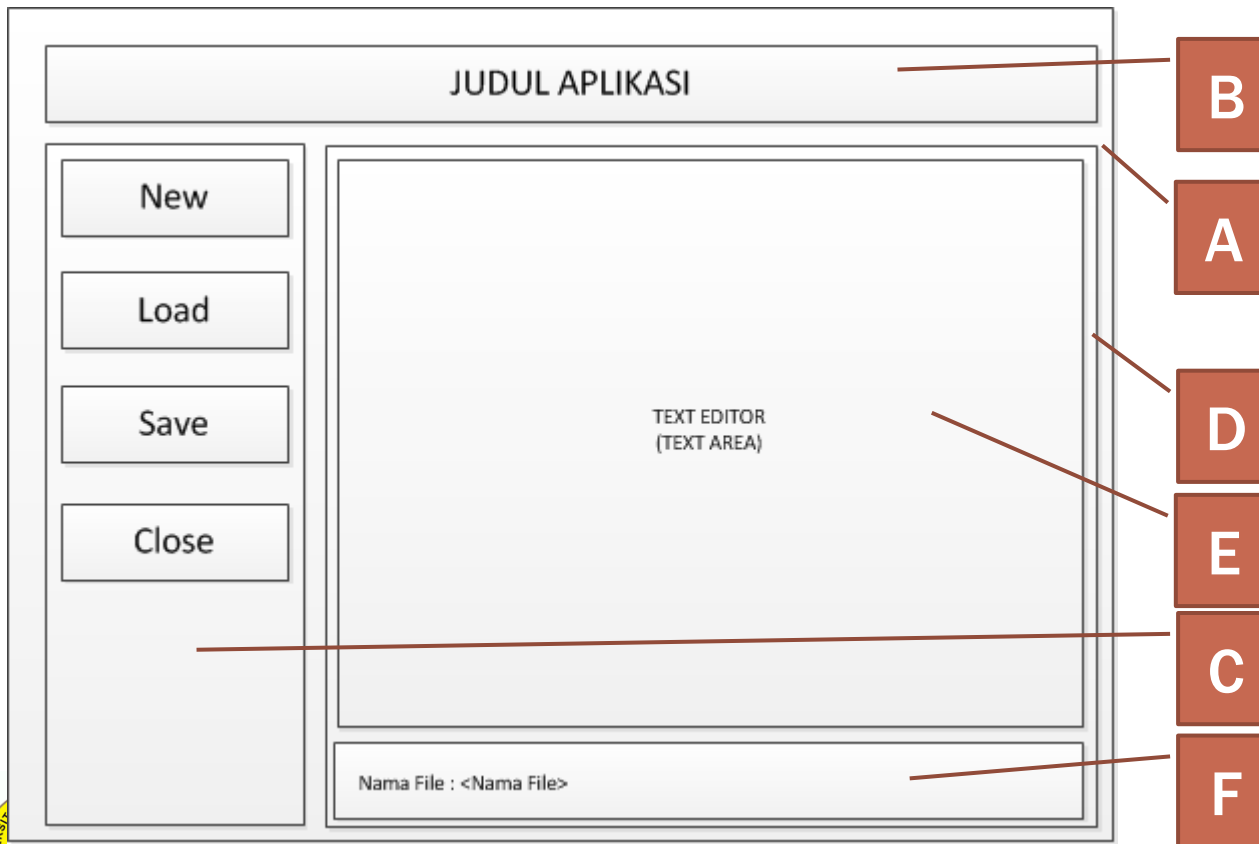 JUDUL APLIKASI
B
A
New
Load
Save
Close
TEXT EDITOR
(TEXT AREA)
D
E
C
Nama File : <Nama File>
F